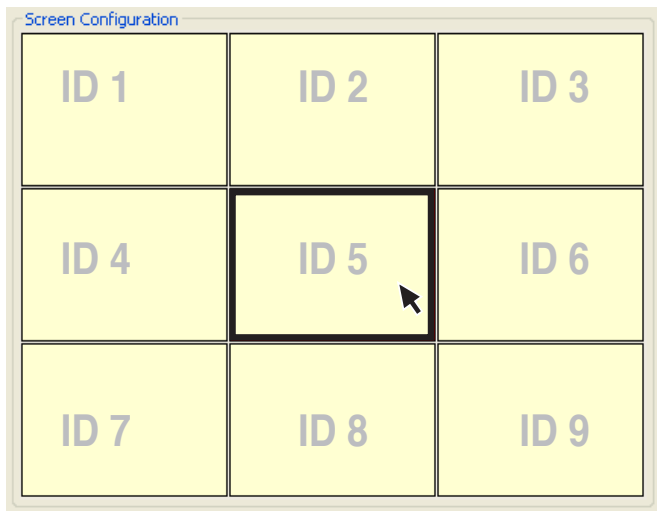 Screen Configuration
ID 1 ID 2 ID 3
ID 4 ID 5 ID 6
ID 7 ID 8 ID 9